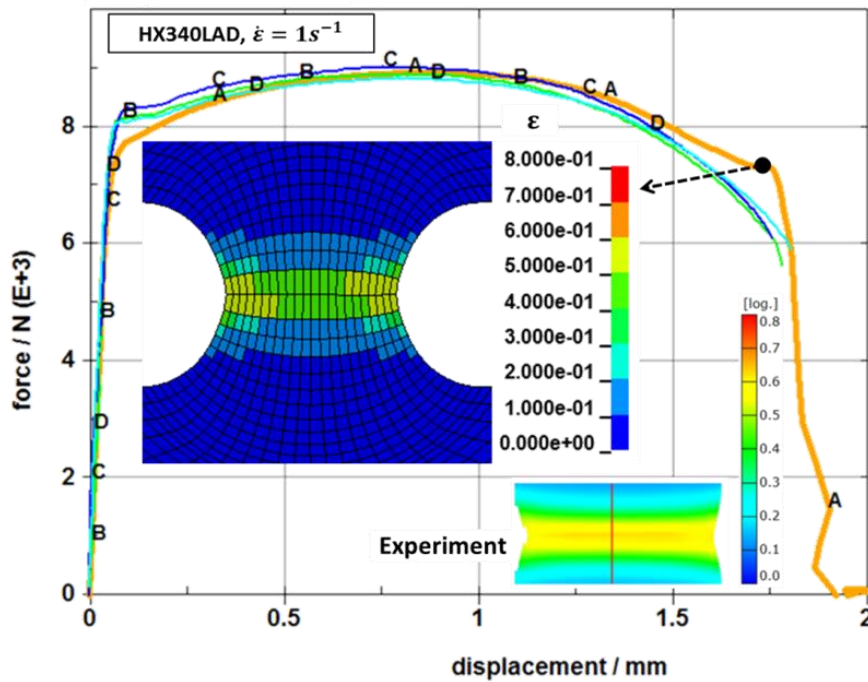 HX340LAD, ε̇ = 1s⁻¹
force / N (E+3)
8
6
4
2
0
0
0.5
1
1.5
2
displacement / mm
B
C
C
A
D
B
C
A
D
B
C
A
D
A
D
A
B
D
C
B
A
ε
8.000e-01
7.000e-01
6.000e-01
5.000e-01
4.000e-01
3.000e-01
2.000e-01
1.000e-01
0.000e+00
[log.]
0.8
0.7
0.6
0.5
0.4
0.3
0.2
0.1
0.0
Experiment